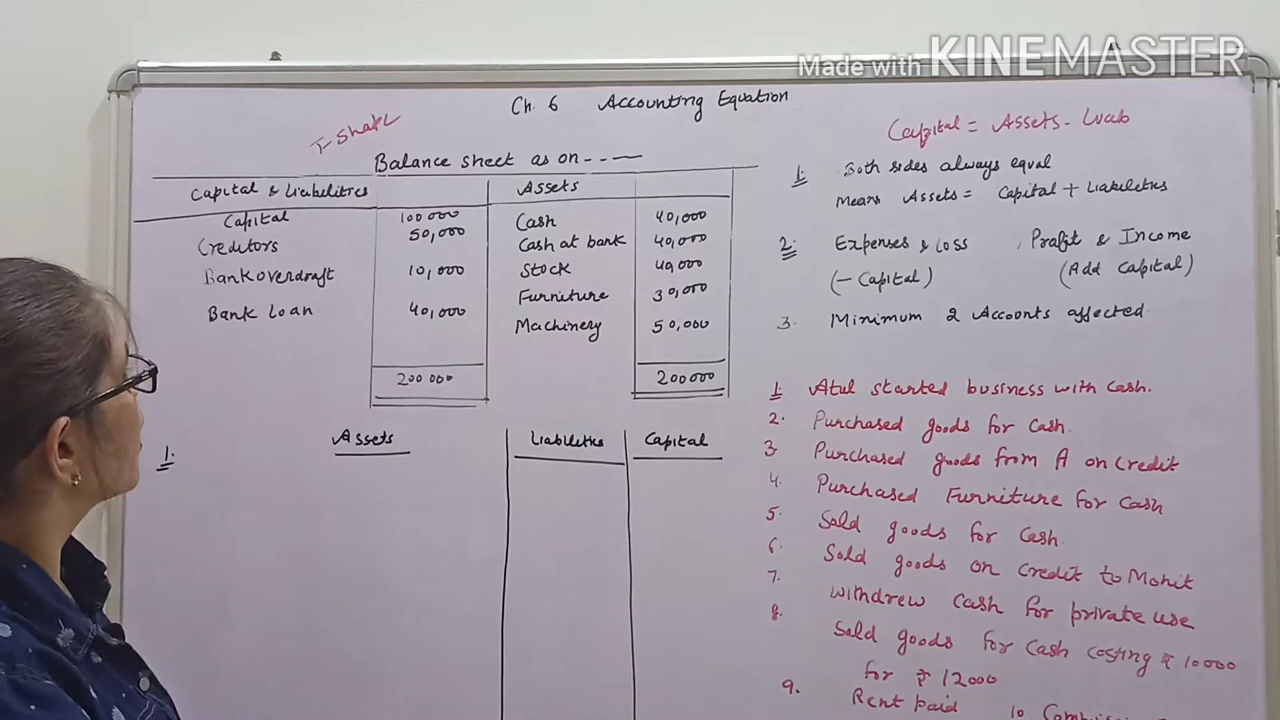 Made with KINEMASTER
Ch. 6 Accounting Equation
T-Shape
Balance sheet as on - - —
Capital & Liabilities Assets
Capital 100000 Cash 40,000
Creditors 50,000 Cash at bank 40,000
Bank overdraft 10,000 Stock 40,000
Furniture 30,000
Bank Loan 40,000 Machinery 50,000
200000 200000
1. Assets Liabilities Capital
Capital = Assets - Liab
1. Both sides always equal
Means Assets = Capital + Liabilities
2. Expenses & loss , Profit & Income
(- Capital) (Add Capital)
3. Minimum 2 Accounts affected.
1. Atul started business with cash.
2. Purchased goods for cash.
3 Purchased goods from A on credit
4. Purchased Furniture for cash
5. Sold goods for cash.
6. Sold goods on credit to Mohit
7. withdrew cash for private use
8. Sold goods for cash costing ₹ 10000
for ₹ 12000
9. Rent paid 10